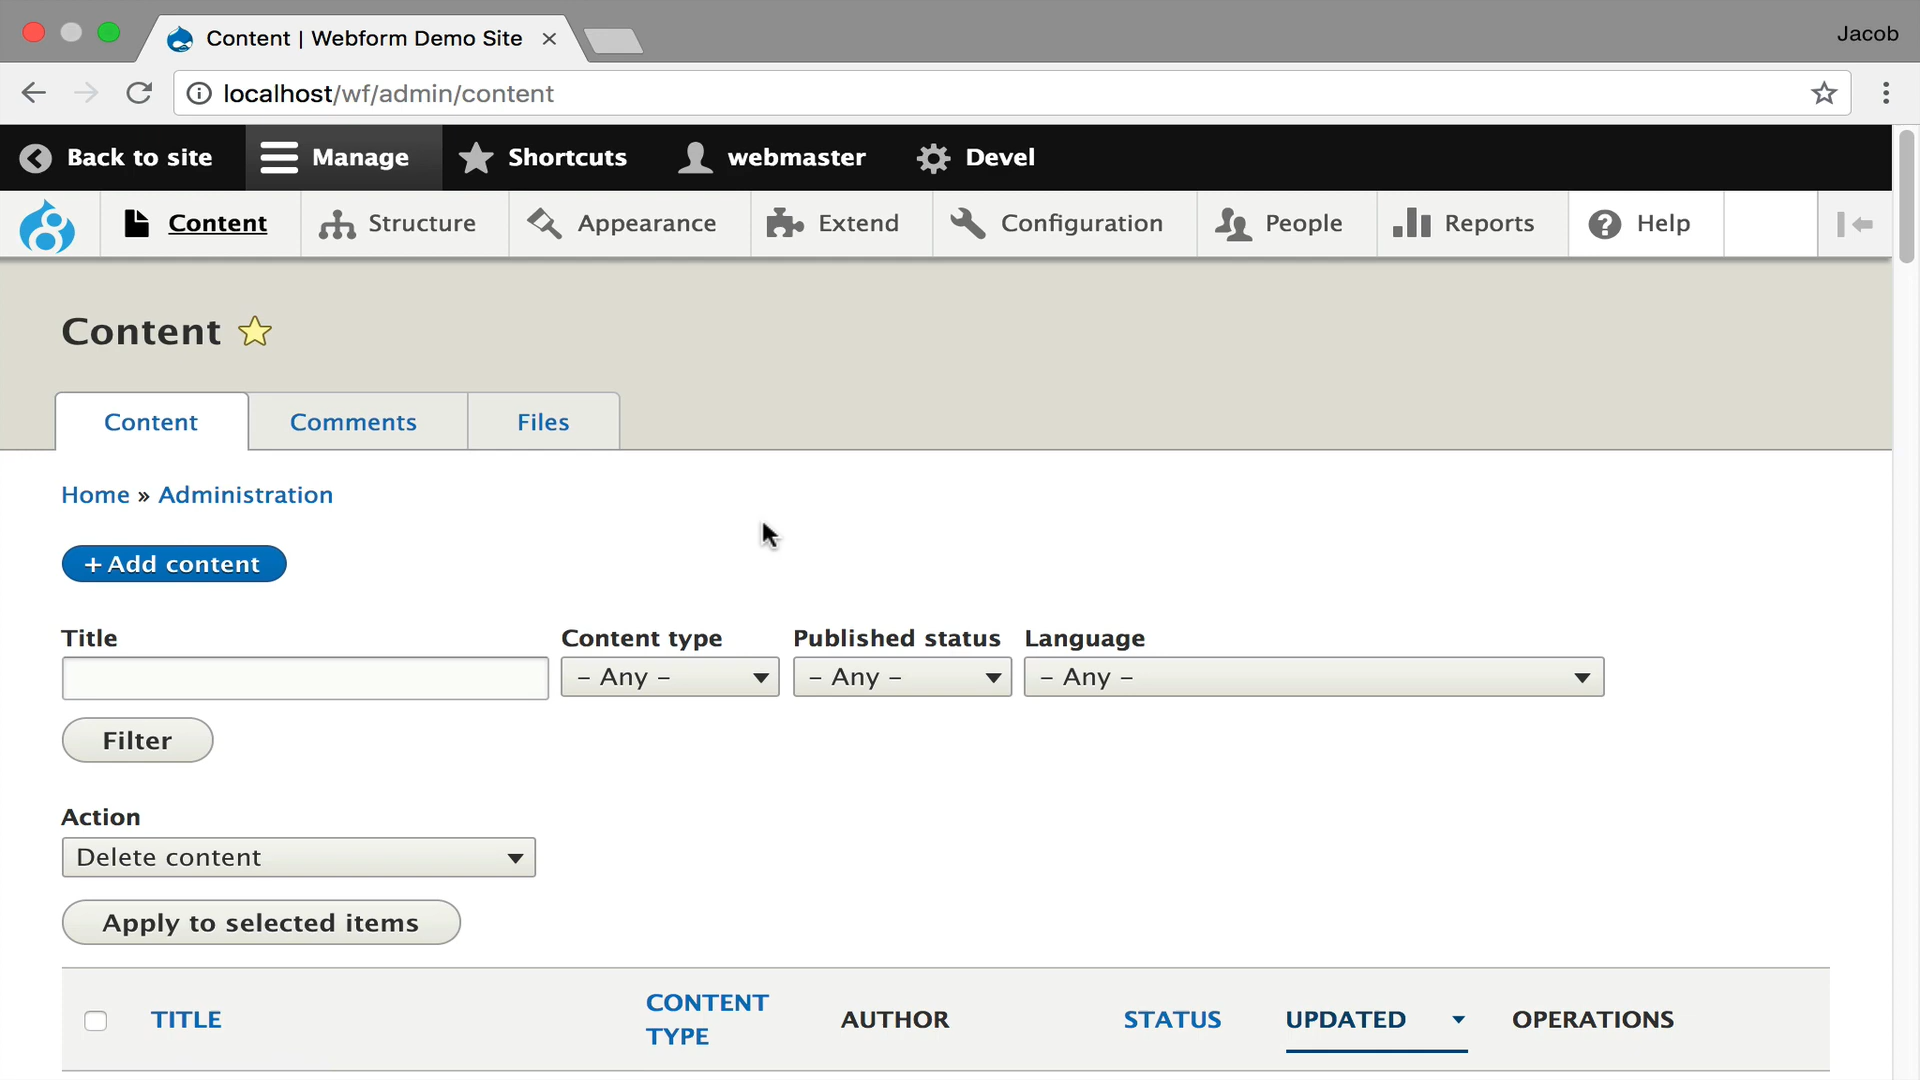 Content | Webform Demo Site
Jacob
localhost/wf/admin/content
Back to site Manage Shortcuts webmaster Devel
Content Structure Appearance Extend Configuration People Reports Help
Content
Content Comments Files
Home » Administration
+ Add content
Title Content type Published status Language
- Any - - Any - - Any -
Filter
Action
Delete content
Apply to selected items
TITLE CONTENT TYPE AUTHOR STATUS UPDATED OPERATIONS